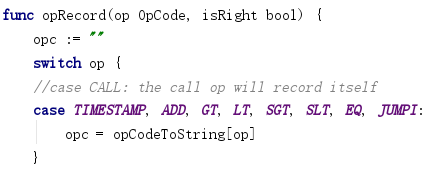 func opRecord(op OpCode, isRight bool) {
opc := ""
switch op {
//case CALL: the call op will record itself
case TIMESTAMP, ADD, GT, LT, SGT, SLT, EQ, JUMPI:
opc = opCodeToString[op]
}